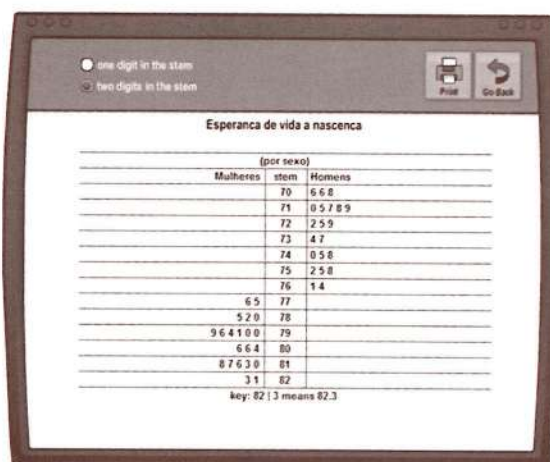 one digit in the stem
two digits in the stem
Print
Go Back
Esperanca de vida a nascenca
(por sexo)
Mulheres stem Homens
70 6 6 8
71 0 5 7 8 9
72 2 5 9
73 4 7
74 0 5 8
75 2 5 8
76 1 4
6 5 77
5 2 0 78
9 6 4 1 0 0 79
6 6 4 80
8 7 6 3 0 81
3 1 82
key: 82 | 3 means 82.3